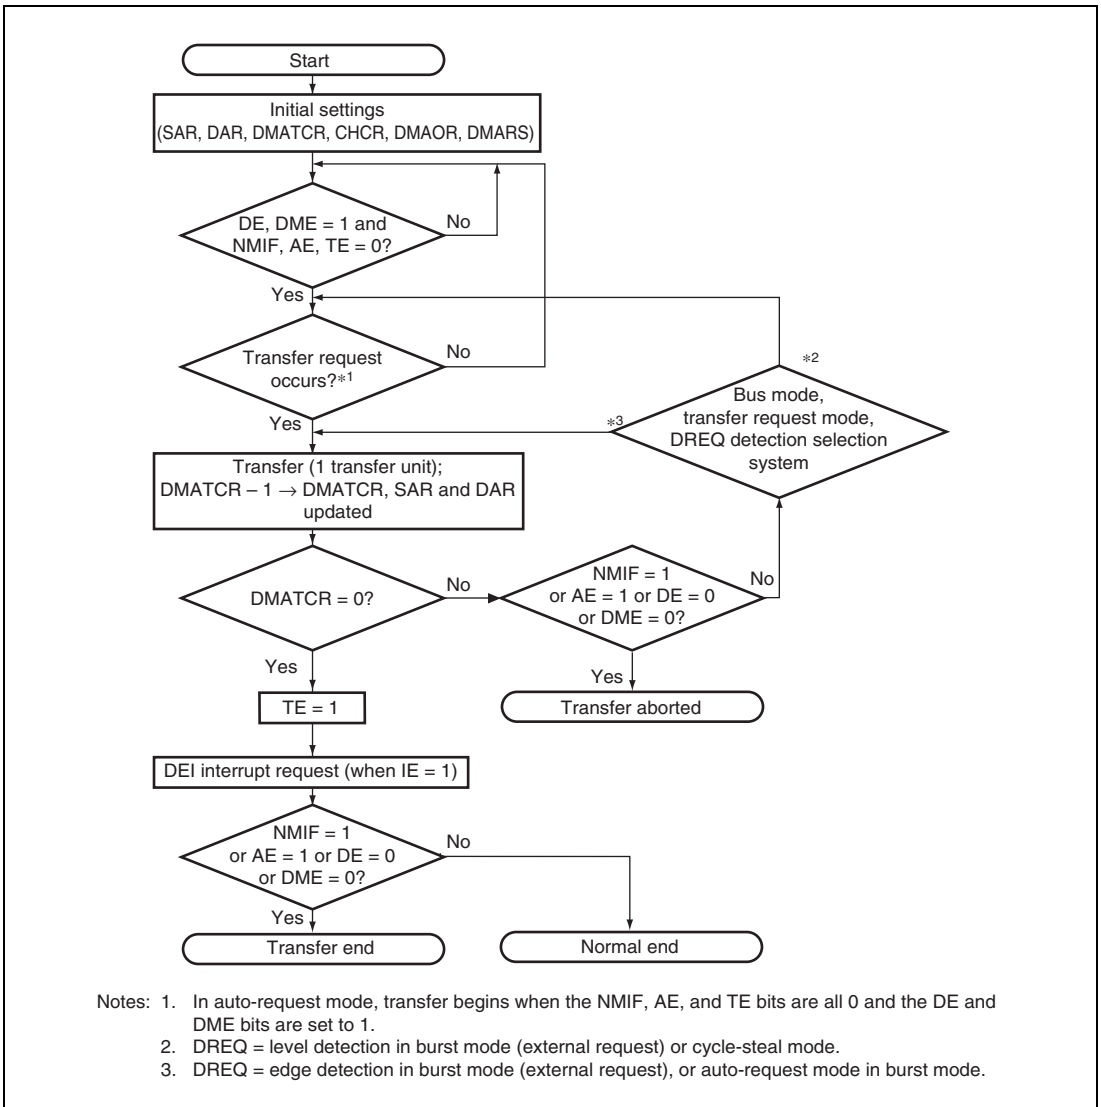 Start
Initial settings
(SAR, DAR, DMATCR, CHCR, DMAOR, DMARS)
DE, DME = 1 and
NMIF, AE, TE = 0?
No
Yes
Transfer request
occurs?*1
No
Yes
*2
Bus mode,
transfer request mode,
DREQ detection selection
system
*3
Transfer (1 transfer unit);
DMATCR – 1 → DMATCR, SAR and DAR
updated
DMATCR = 0?
No
NMIF = 1
or AE = 1 or DE = 0
or DME = 0?
No
Yes
Yes
Transfer aborted
TE = 1
DEI interrupt request (when IE = 1)
NMIF = 1
or AE = 1 or DE = 0
or DME = 0?
No
Yes
Transfer end
Normal end
Notes: 1. In auto-request mode, transfer begins when the NMIF, AE, and TE bits are all 0 and the DE and
DME bits are set to 1.
2. DREQ = level detection in burst mode (external request) or cycle-steal mode.
3. DREQ = edge detection in burst mode (external request), or auto-request mode in burst mode.